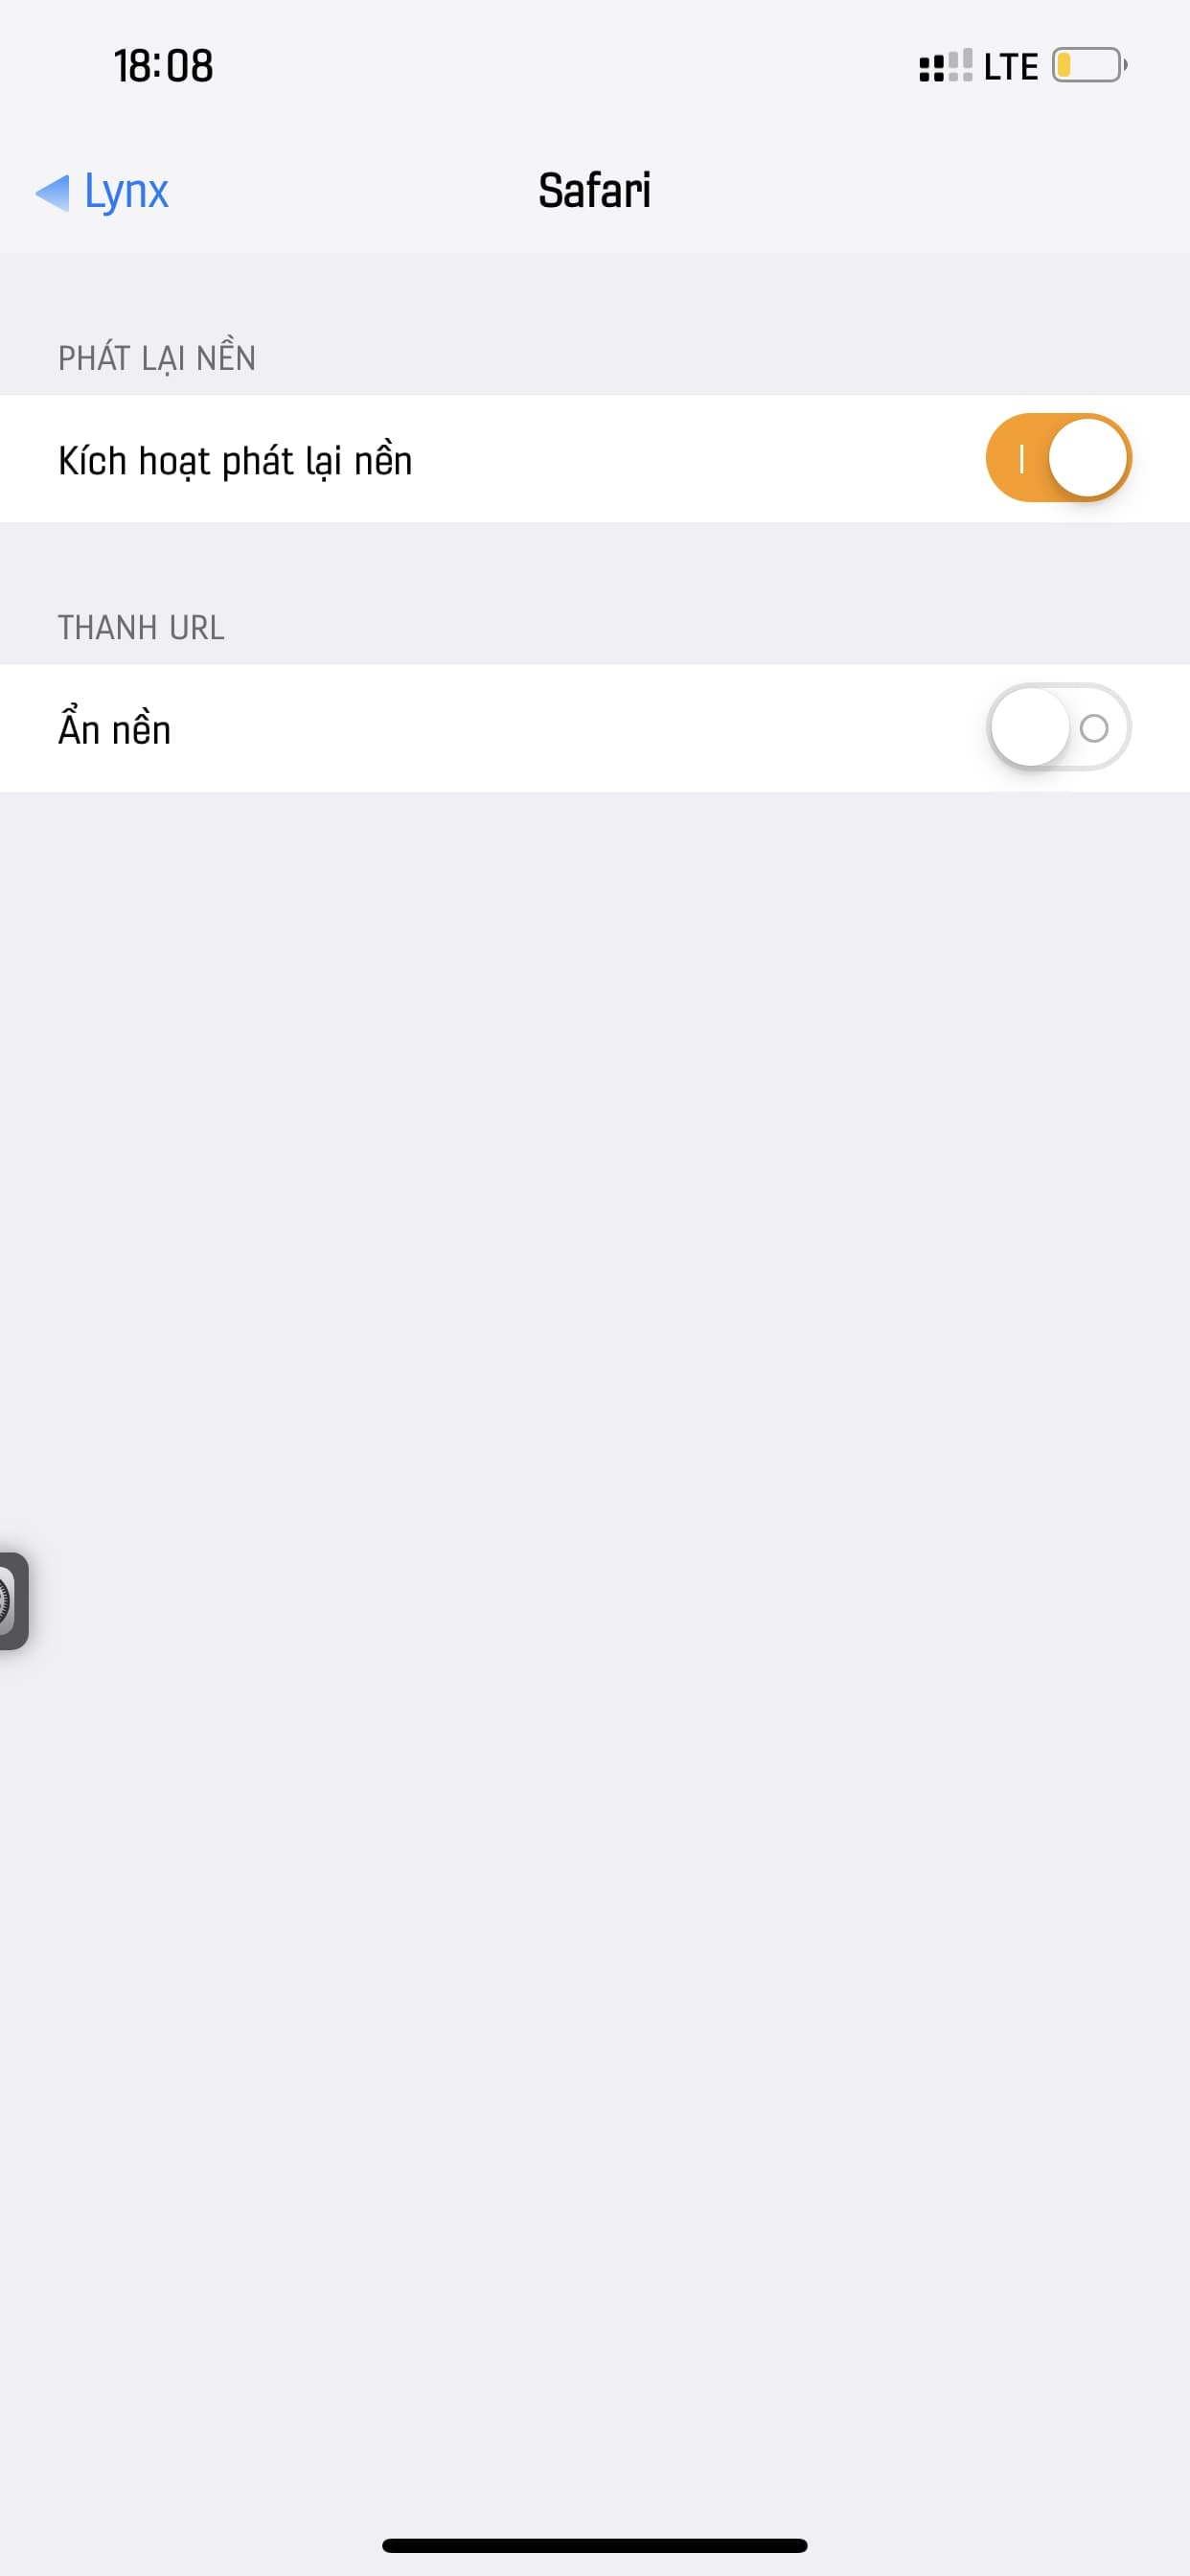 18:08 LTE
Lynx Safari
PHÁT LẠI NỀN
Kích hoạt phát lại nền
THANH URL
Ẩn nền